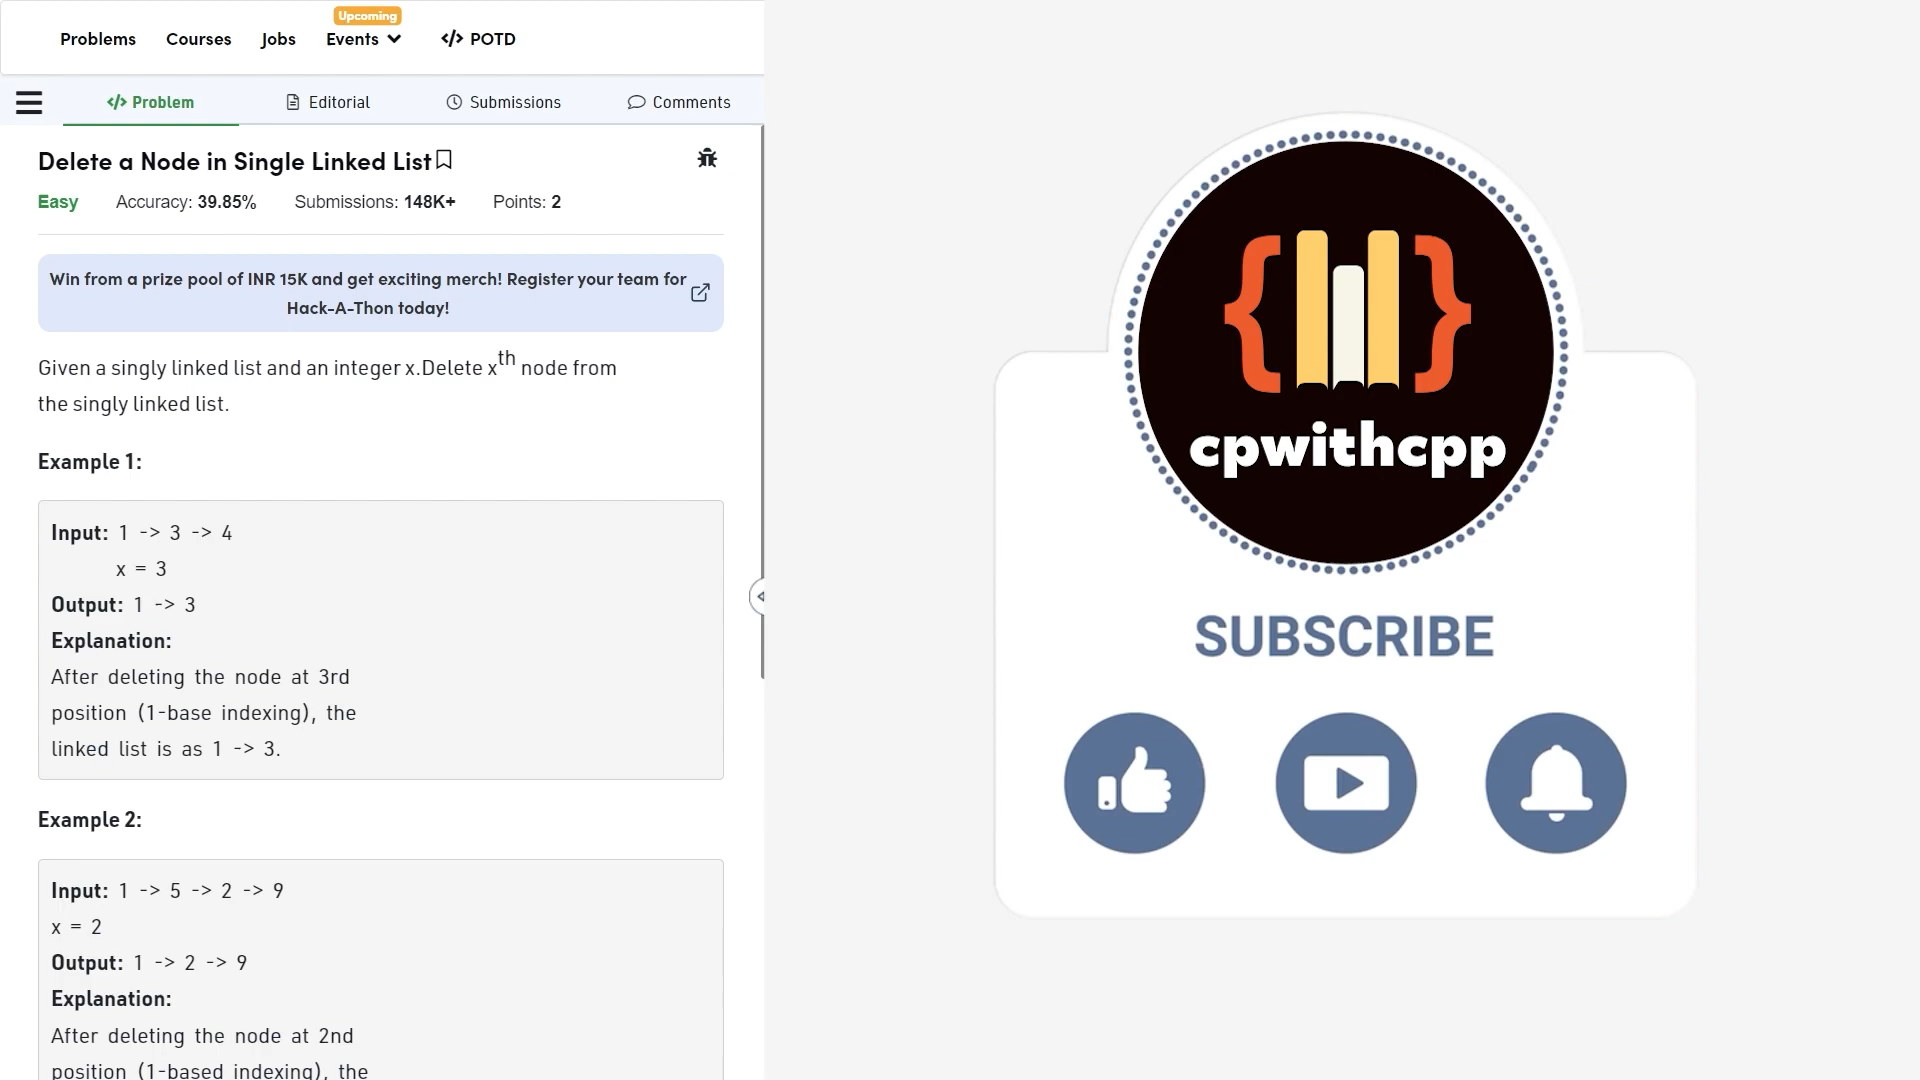 Upcoming
Problems Courses Jobs Events </> POTD
</> Problem Editorial Submissions Comments
Delete a Node in Single Linked List
Easy Accuracy: 39.85% Submissions: 148K+ Points: 2
Win from a prize pool of INR 15K and get exciting merch! Register your team for
Hack-A-Thon today!
Given a singly linked list and an integer x.Delete xth node from
the singly linked list.
Example 1:
Input: 1 -> 3 -> 4
x = 3
Output: 1 -> 3
Explanation:
After deleting the node at 3rd
position (1-base indexing), the
linked list is as 1 -> 3.
Example 2:
Input: 1 -> 5 -> 2 -> 9
x = 2
Output: 1 -> 2 -> 9
Explanation:
After deleting the node at 2nd
position (1-based indexing), the
cpwithcpp
SUBSCRIBE